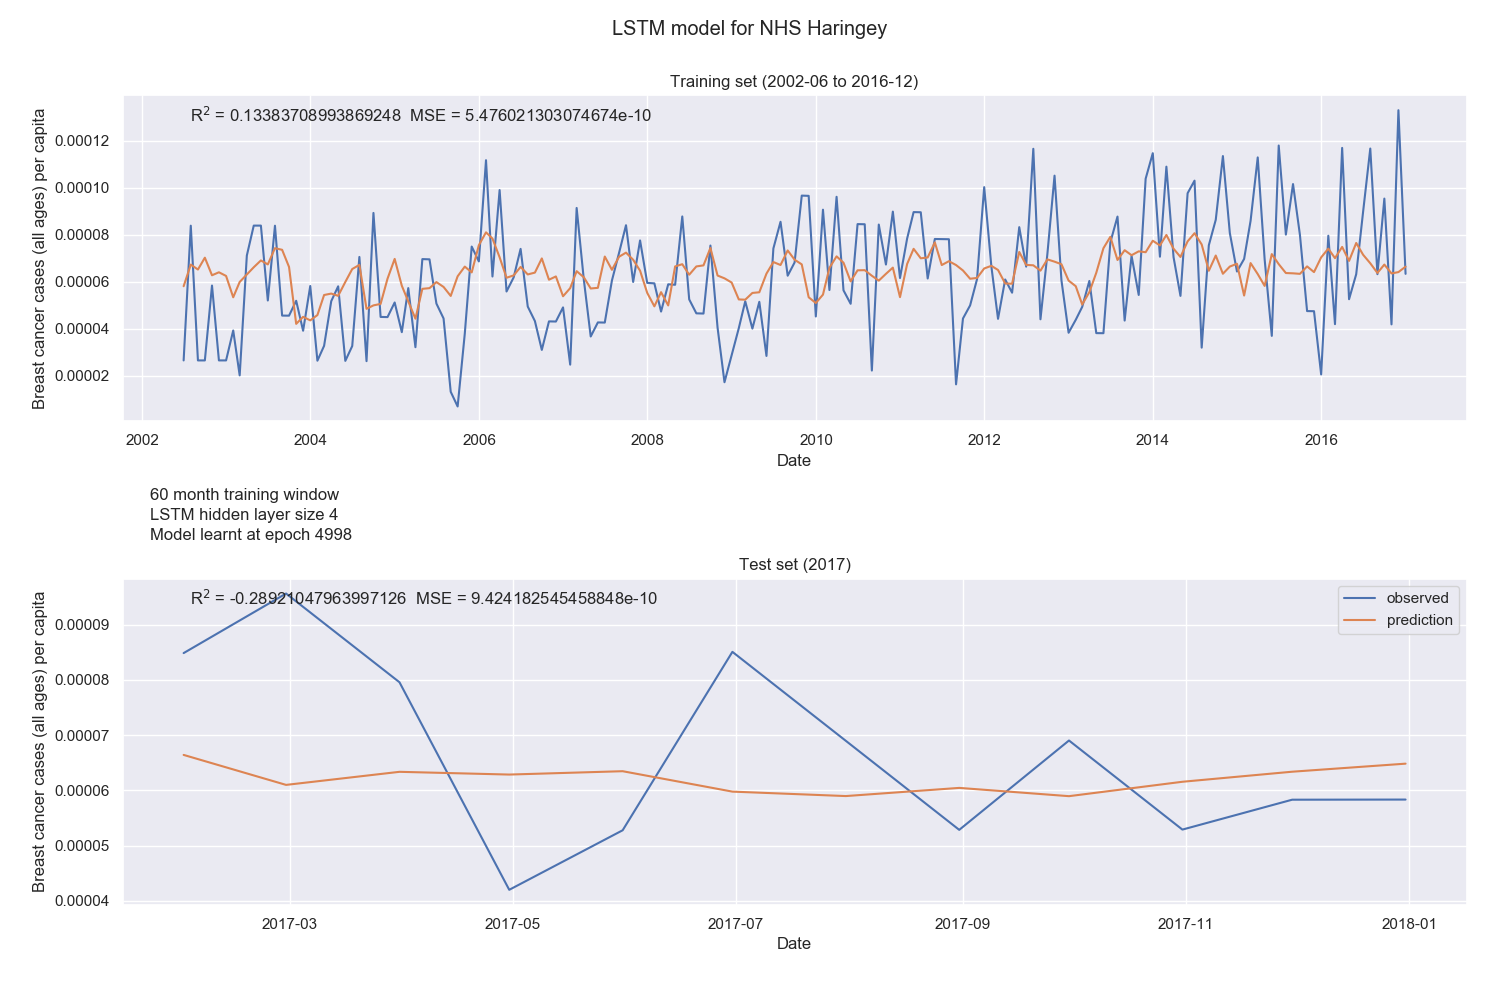 LSTM model for NHS Haringey
Training set (2002-06 to 2016-12)
R² = 0.13383708993869248 MSE = 5.476021303074674e-10
Breast cancer cases (all ages) per capita
0.00012
0.00010
0.00008
0.00006
0.00004
0.00002
2002 2004 2006 2008 2010 2012 2014 2016
Date
60 month training window
LSTM hidden layer size 4
Model learnt at epoch 4998
Test set (2017)
R² = -0.28921047963997126 MSE = 9.424182545458848e-10
observed
prediction
Breast cancer cases (all ages) per capita
0.00009
0.00008
0.00007
0.00006
0.00005
0.00004
2017-03 2017-05 2017-07 2017-09 2017-11 2018-01
Date